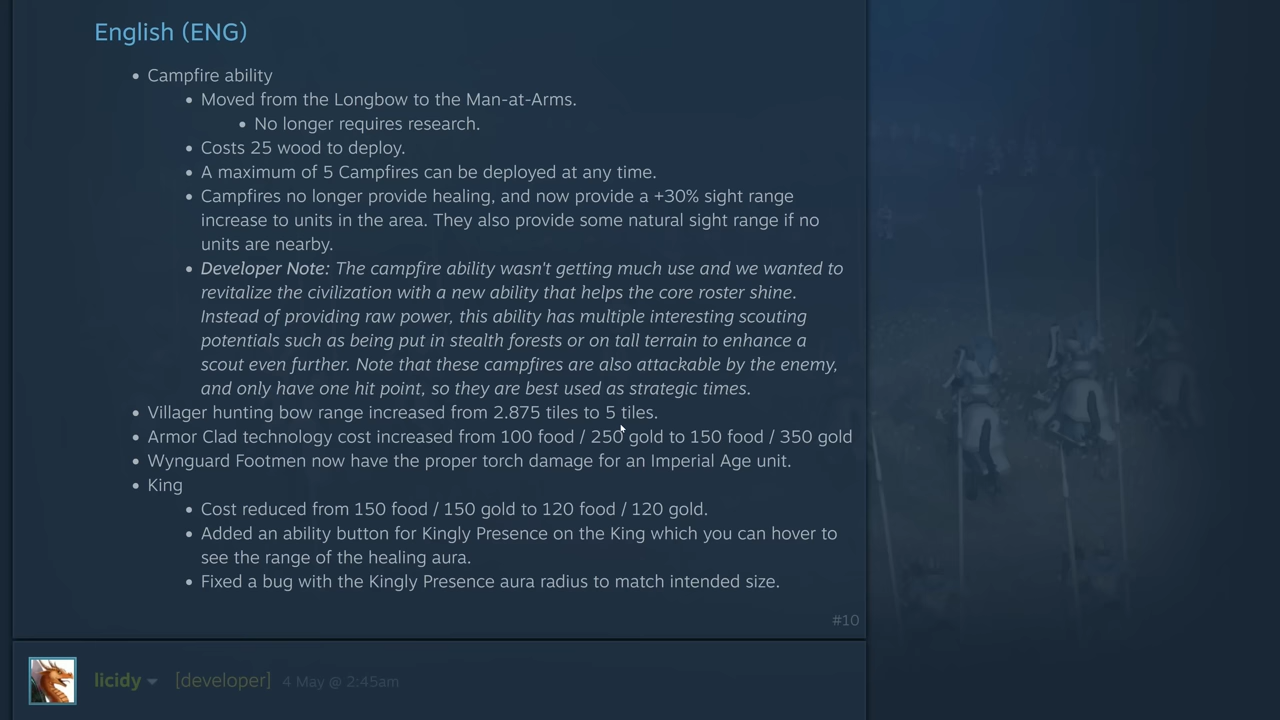 English (ENG)
• Campfire ability
• Moved from the Longbow to the Man-at-Arms.
• No longer requires research.
• Costs 25 wood to deploy.
• A maximum of 5 Campfires can be deployed at any time.
• Campfires no longer provide healing, and now provide a +30% sight range
increase to units in the area. They also provide some natural sight range if no
units are nearby.
• Developer Note: The campfire ability wasn't getting much use and we wanted to
revitalize the civilization with a new ability that helps the core roster shine.
Instead of providing raw power, this ability has multiple interesting scouting
potentials such as being put in stealth forests or on tall terrain to enhance a
scout even further. Note that these campfires are also attackable by the enemy,
and only have one hit point, so they are best used as strategic times.
• Villager hunting bow range increased from 2.875 tiles to 5 tiles.
• Armor Clad technology cost increased from 100 food / 250 gold to 150 food / 350 gold
• Wynguard Footmen now have the proper torch damage for an Imperial Age unit.
• King
• Cost reduced from 150 food / 150 gold to 120 food / 120 gold.
• Added an ability button for Kingly Presence on the King which you can hover to
see the range of the healing aura.
• Fixed a bug with the Kingly Presence aura radius to match intended size.
#10
licidy [developer] 4 May @ 2:45am